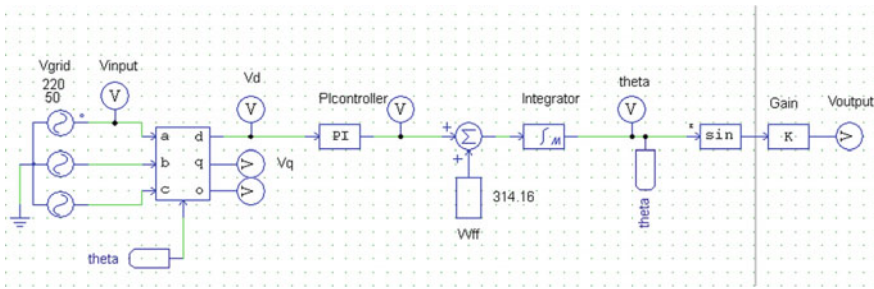 Vgrid
220
50
Vinput
V
Vd
V
PIcontroller
V
Integrator
theta
V
Gain
Voutput
a d
b q
c o
V
V
Vq
PI
Σ
∫M
sin
K
V
314.16
Wff
theta
theta